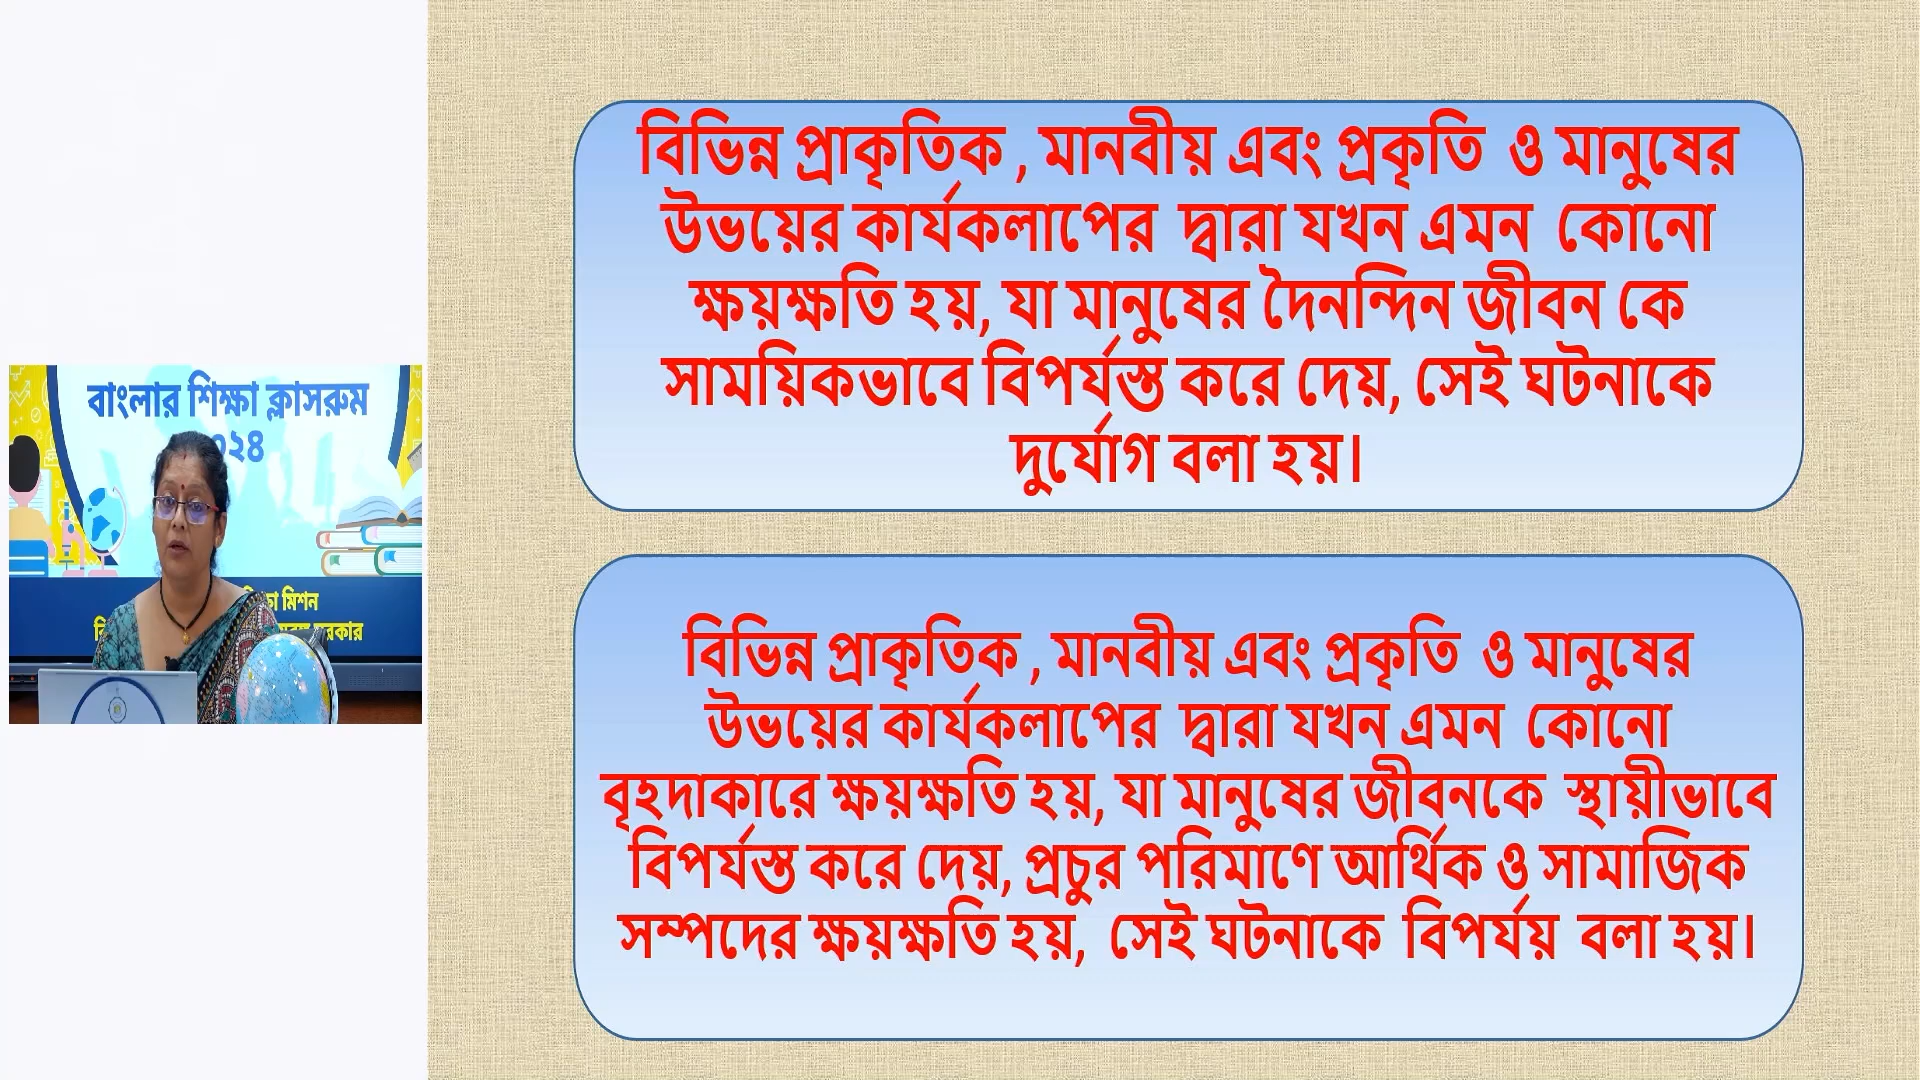 বাংলার শিক্ষা ক্লাসরুম
মিশন
সরকার
বিভিন্ন প্রাকৃতিক , মানবীয় এবং প্রকৃতি ও মানুষের
উভয়ের কার্যকলাপের দ্বারা যখন এমন কোনো
ক্ষয়ক্ষতি হয়, যা মানুষের দৈনন্দিন জীবন কে
সাময়িকভাবে বিপর্যস্ত করে দেয়, সেই ঘটনাকে
দুর্যোগ বলা হয়।
বিভিন্ন প্রাকৃতিক , মানবীয় এবং প্রকৃতি ও মানুষের
উভয়ের কার্যকলাপের দ্বারা যখন এমন কোনো
বৃহদাকারে ক্ষয়ক্ষতি হয়, যা মানুষের জীবনকে স্থায়ীভাবে
বিপর্যস্ত করে দেয়, প্রচুর পরিমাণে আর্থিক ও সামাজিক
সম্পদের ক্ষয়ক্ষতি হয়, সেই ঘটনাকে বিপর্যয় বলা হয়।